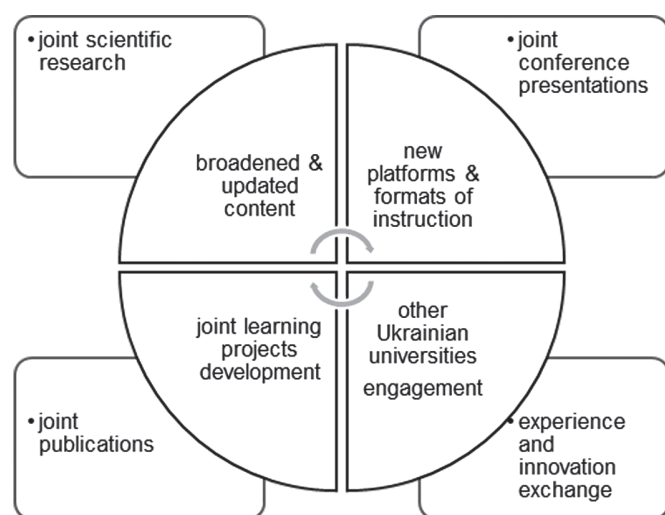 • joint scientific
research
• joint
conference
presentations
broadened &
updated
content
new
platforms &
formats of
instruction
joint learning
projects
development
other
Ukrainian
universities
engagement
• joint
publications
• experience
and
innovation
exchange